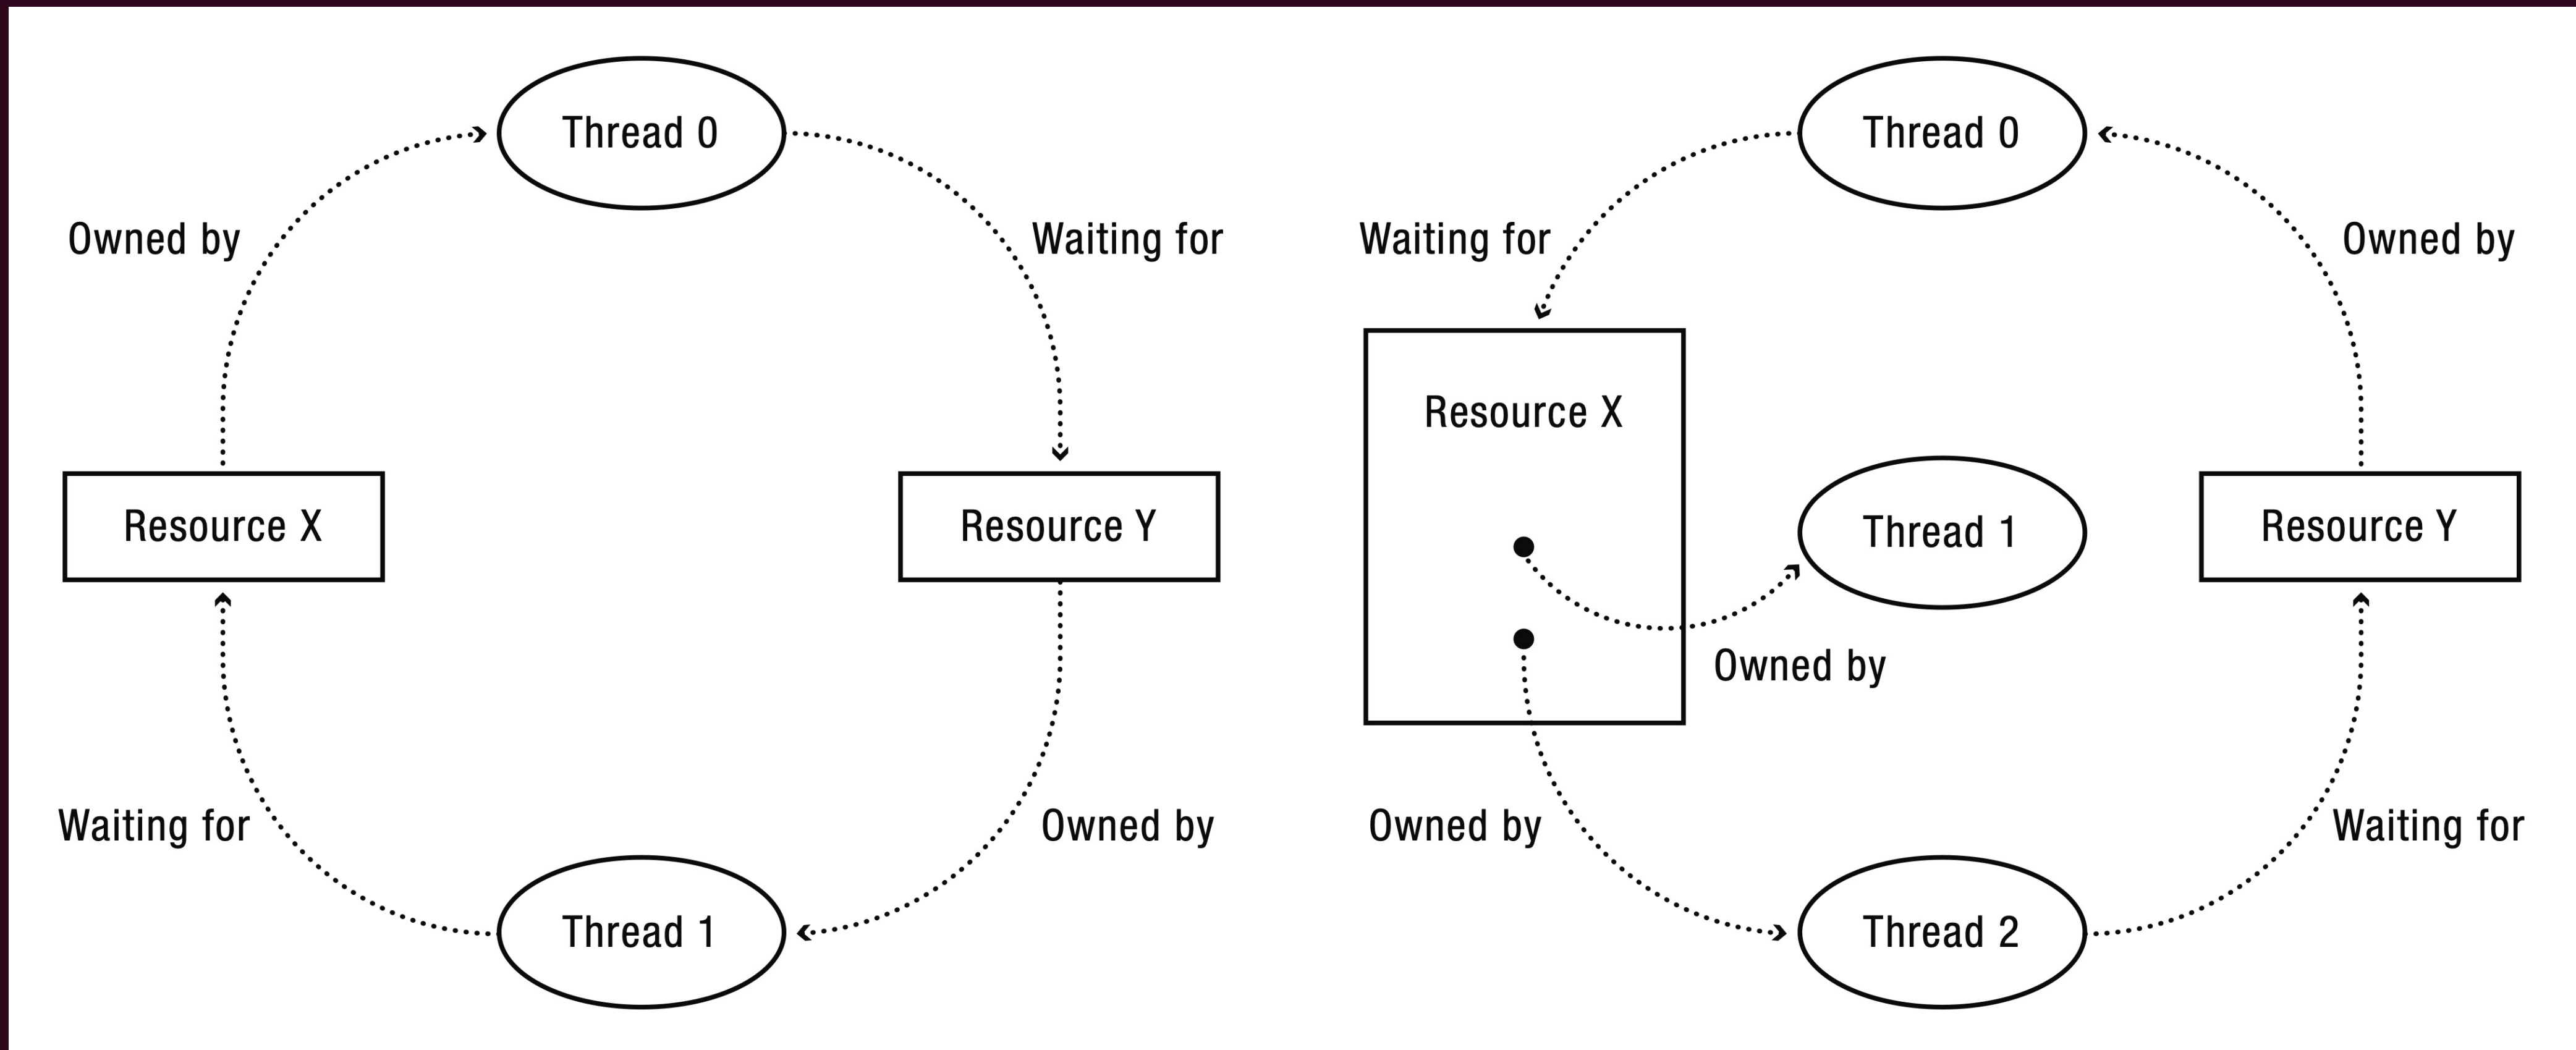 Thread 0
Owned by
Waiting for
Resource X
Resource Y
Waiting for
Owned by
Thread 1
Thread 0
Waiting for
Owned by
Resource X
Thread 1
Resource Y
Owned by
Owned by
Waiting for
Thread 2